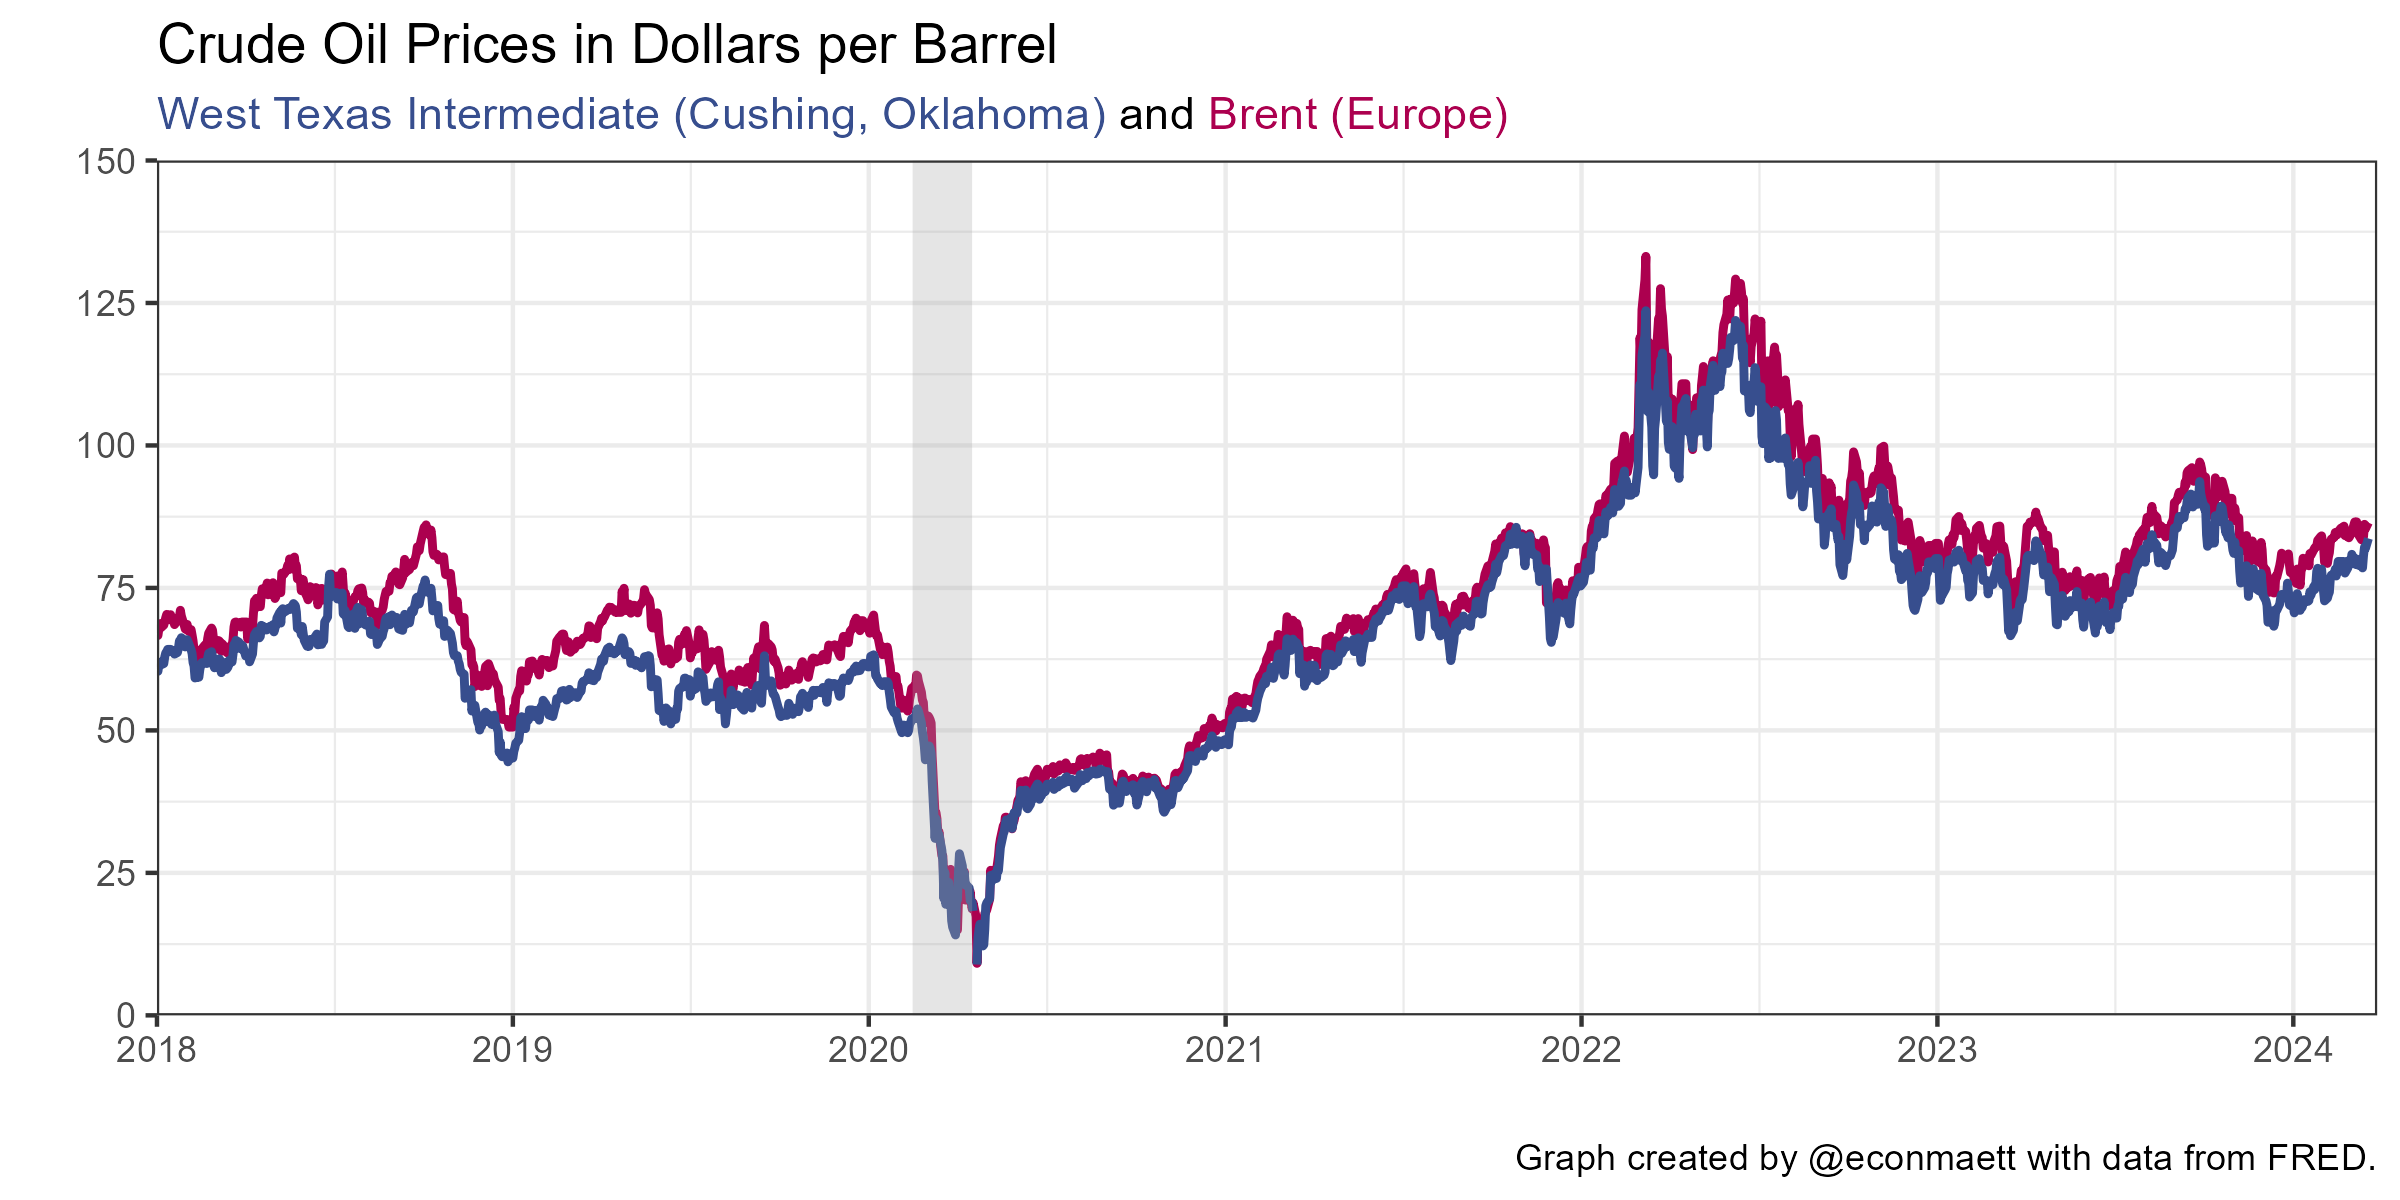 Crude Oil Prices in Dollars per Barrel
West Texas Intermediate (Cushing, Oklahoma) and Brent (Europe)
150
125
100
75
50
25
0
2018 2019 2020 2021 2022 2023 2024
Graph created by @econmaett with data from FRED.